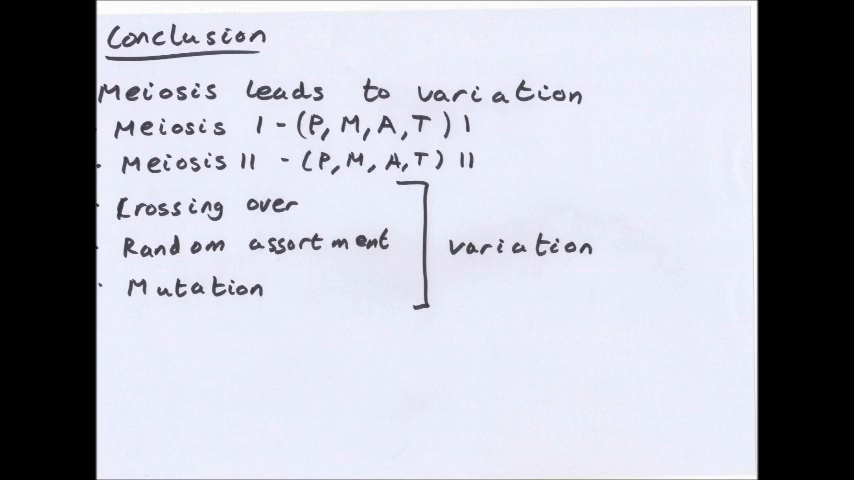 Conclusion
Meiosis leads to variation
· Meiosis I - (P, M, A, T) I
· Meiosis II - (P, M, A, T) II
· Crossing over
· Random assortment
variation
· Mutation